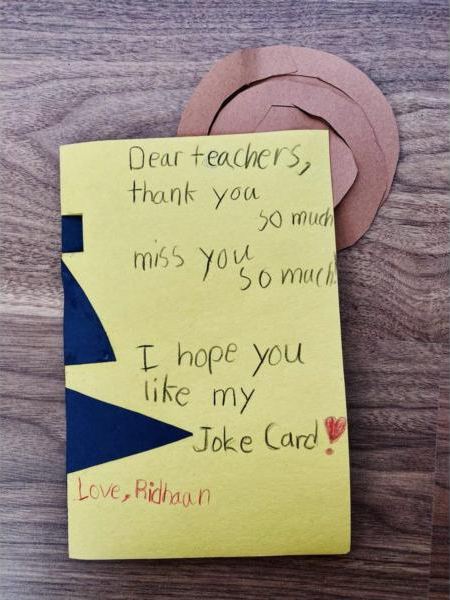 Dear teachers,
thank you
so much
miss you
so much!
I hope you
like my
Joke Card!
Love, Ridhaan